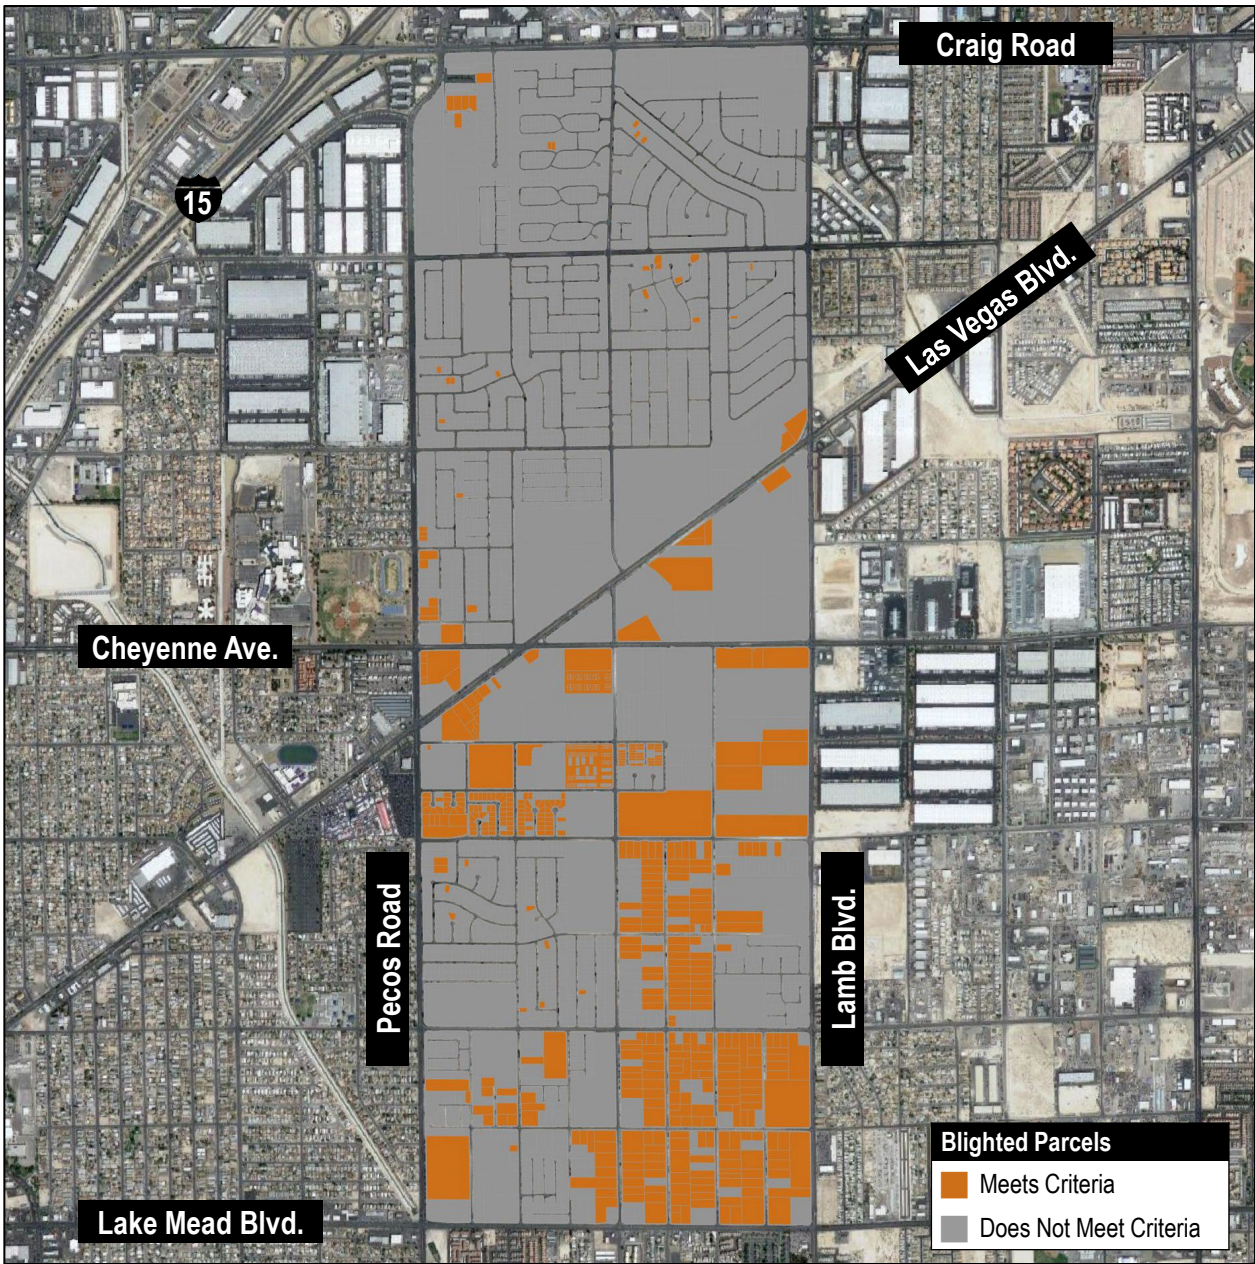 Craig Road
15
Las Vegas Blvd.
Cheyenne Ave.
Pecos Road
Lamb Blvd.
Lake Mead Blvd.
Blighted Parcels
Meets Criteria
Does Not Meet Criteria